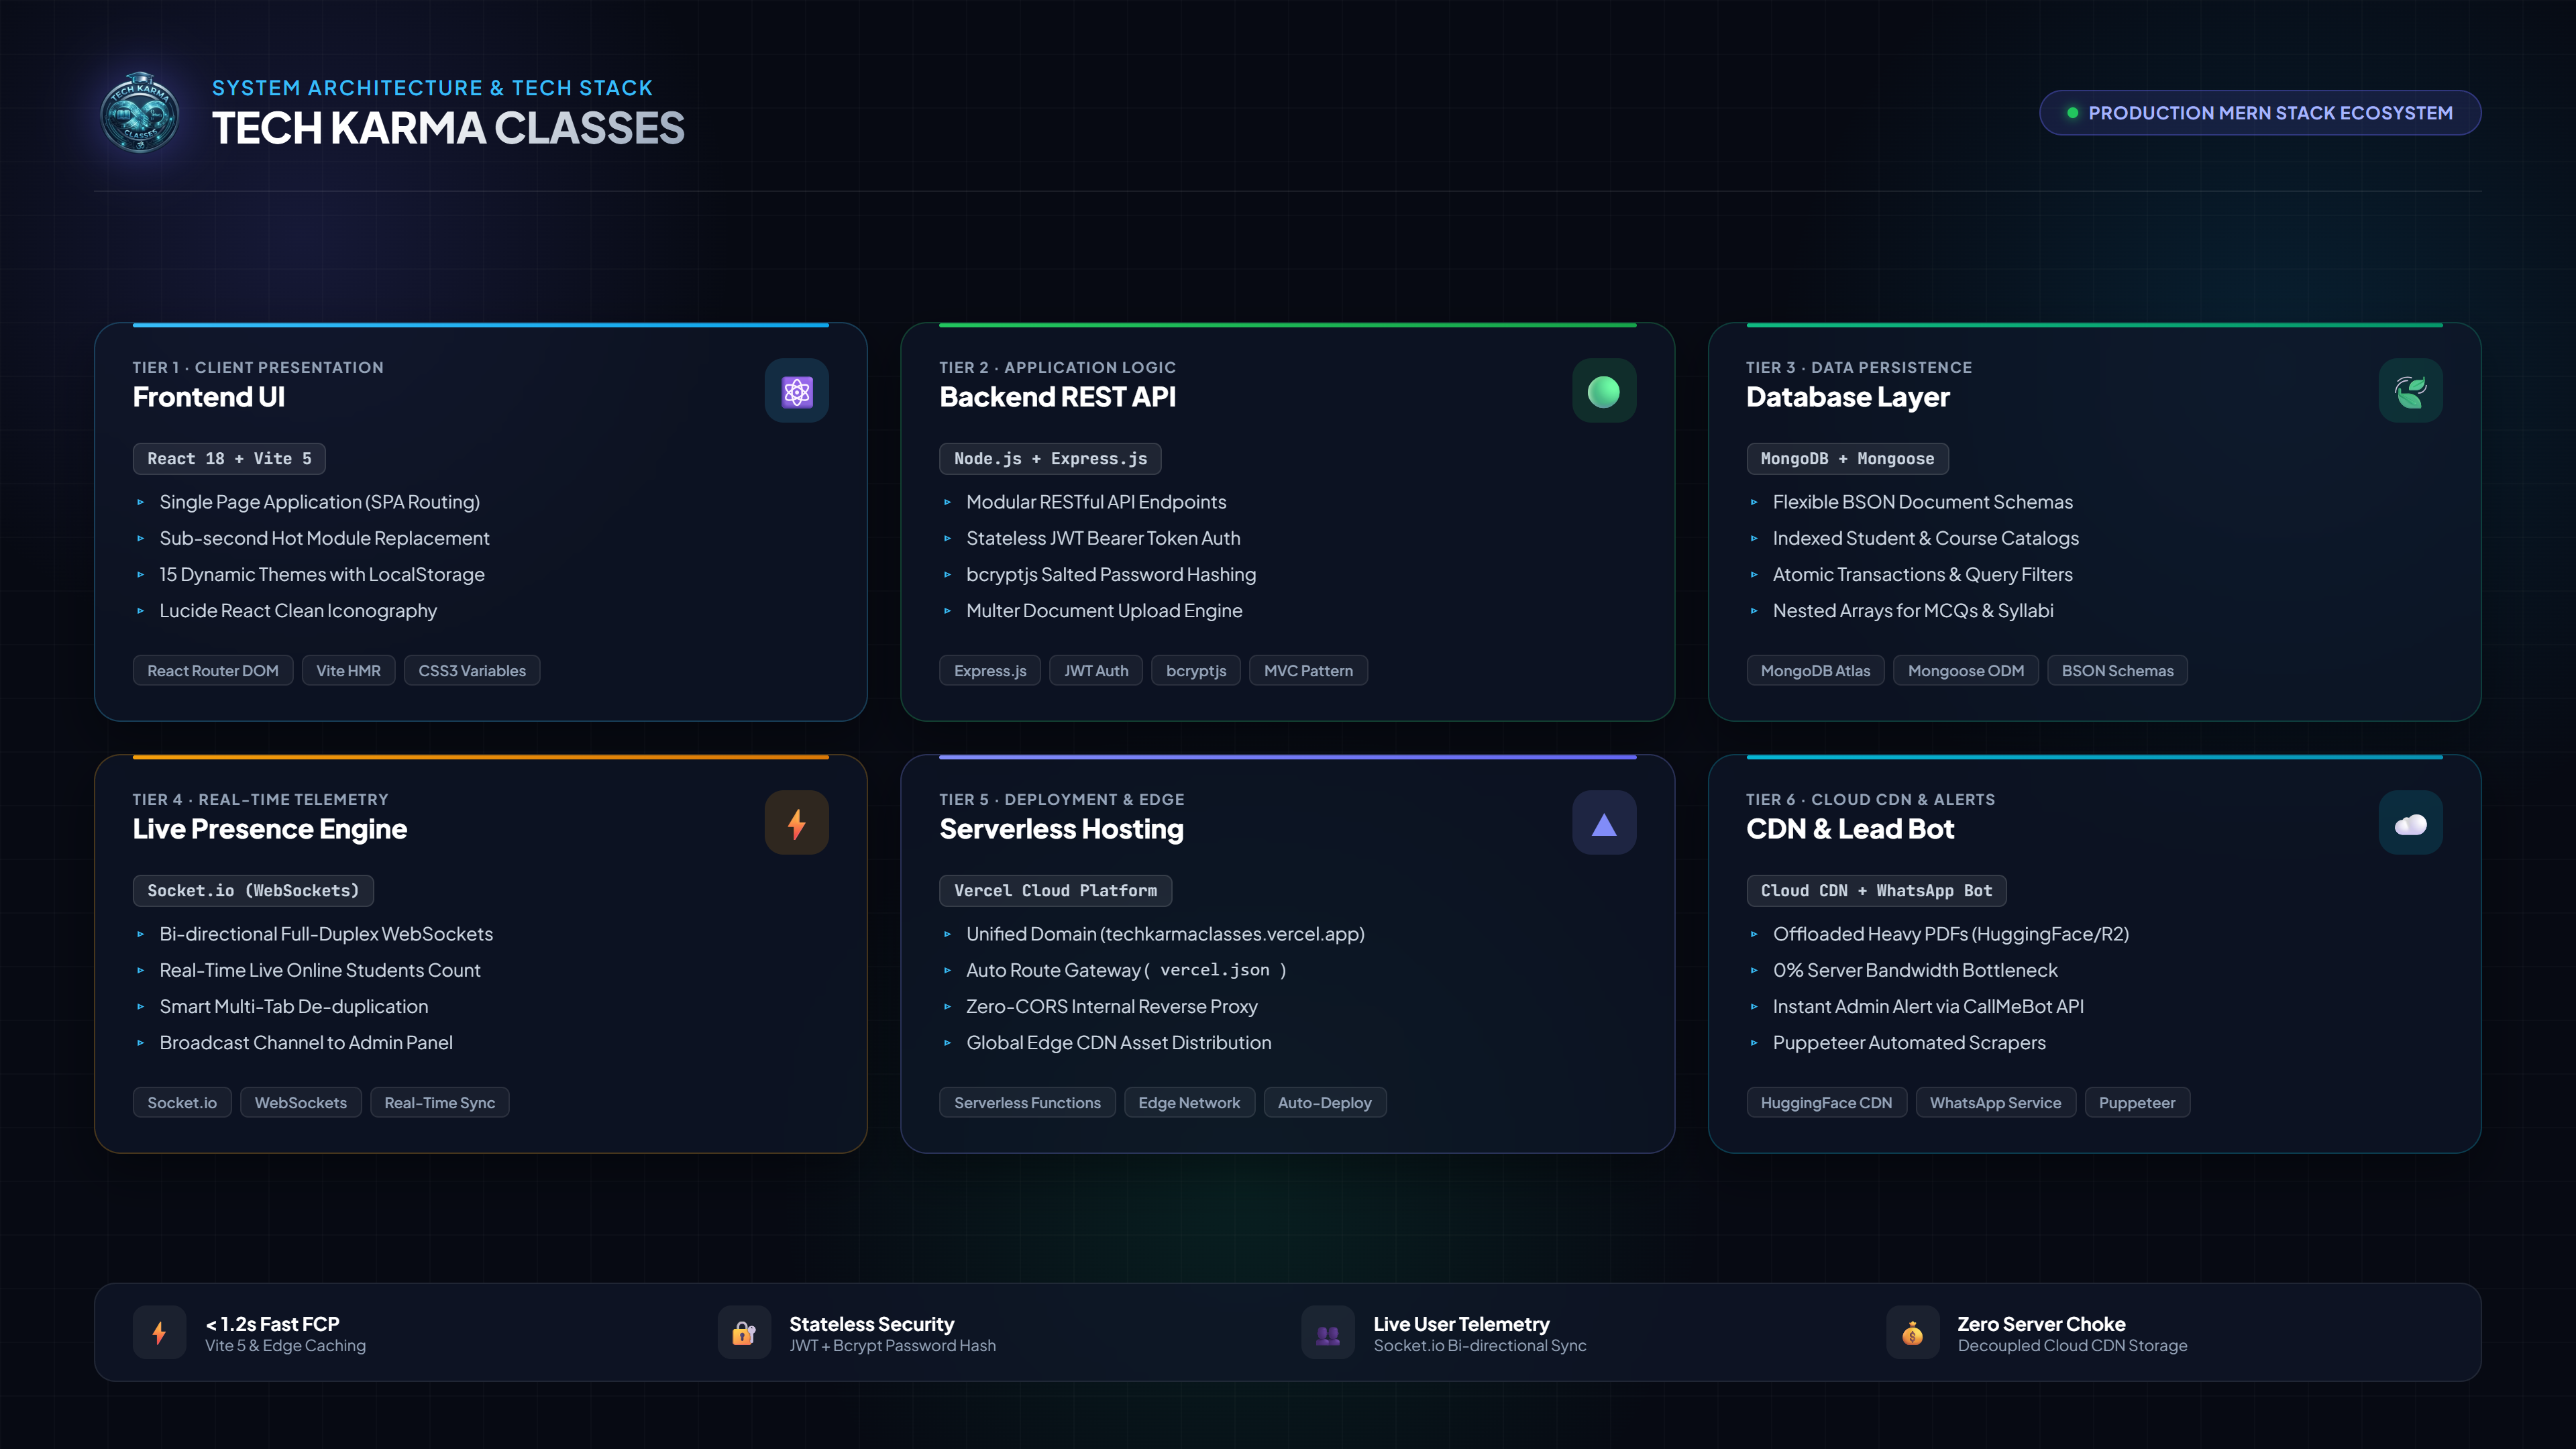 TECH KARMA
CLASSES
SYSTEM ARCHITECTURE & TECH STACK
TECH KARMA CLASSES
PRODUCTION MERN STACK ECOSYSTEM
TIER 1 · CLIENT PRESENTATION
Frontend UI
React 18 + Vite 5
Single Page Application (SPA Routing)
Sub-second Hot Module Replacement
15 Dynamic Themes with LocalStorage
Lucide React Clean Iconography
React Router DOM
Vite HMR
CSS3 Variables
TIER 2 · APPLICATION LOGIC
Backend REST API
Node.js + Express.js
Modular RESTful API Endpoints
Stateless JWT Bearer Token Auth
bcryptjs Salted Password Hashing
Multer Document Upload Engine
Express.js
JWT Auth
bcryptjs
MVC Pattern
TIER 3 · DATA PERSISTENCE
Database Layer
MongoDB + Mongoose
Flexible BSON Document Schemas
Indexed Student & Course Catalogs
Atomic Transactions & Query Filters
Nested Arrays for MCQs & Syllabi
MongoDB Atlas
Mongoose ODM
BSON Schemas
TIER 4 · REAL-TIME TELEMETRY
Live Presence Engine
Socket.io (WebSockets)
Bi-directional Full-Duplex WebSockets
Real-Time Live Online Students Count
Smart Multi-Tab De-duplication
Broadcast Channel to Admin Panel
Socket.io
WebSockets
Real-Time Sync
TIER 5 · DEPLOYMENT & EDGE
Serverless Hosting
Vercel Cloud Platform
Unified Domain (techkarmaclasses.vercel.app)
Auto Route Gateway ( vercel.json )
Zero-CORS Internal Reverse Proxy
Global Edge CDN Asset Distribution
Serverless Functions
Edge Network
Auto-Deploy
TIER 6 · CLOUD CDN & ALERTS
CDN & Lead Bot
Cloud CDN + WhatsApp Bot
Offloaded Heavy PDFs (HuggingFace/R2)
0% Server Bandwidth Bottleneck
Instant Admin Alert via CallMeBot API
Puppeteer Automated Scrapers
HuggingFace CDN
WhatsApp Service
Puppeteer
< 1.2s Fast FCP
Vite 5 & Edge Caching
Stateless Security
JWT + Bcrypt Password Hash
Live User Telemetry
Socket.io Bi-directional Sync
Zero Server Choke
Decoupled Cloud CDN Storage